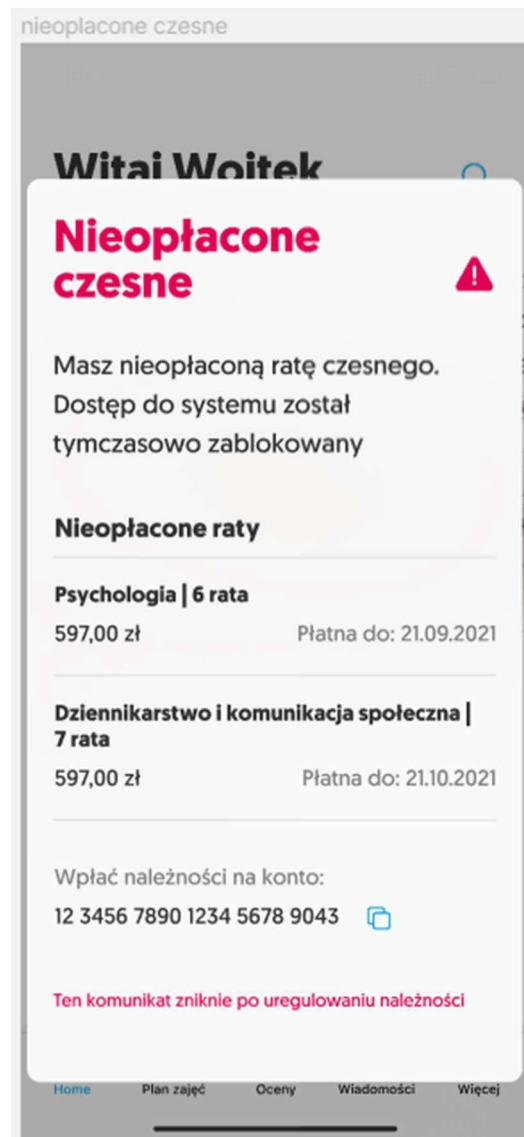 nieoplacone czesne
Witaj Wojtek
Nieopłacone
czesne
Masz nieopłaconą ratę czesnego.
Dostęp do systemu został
tymczasowo zablokowany
Nieopłacone raty
Psychologia | 6 rata
597,00 zł Płatna do: 21.09.2021
Dziennikarstwo i komunikacja społeczna |
7 rata
597,00 zł Płatna do: 21.10.2021
Wpłać należności na konto:
12 3456 7890 1234 5678 9043
Ten komunikat zniknie po uregulowaniu należności
Home Plan zajęć Oceny Wiadomości Więcej